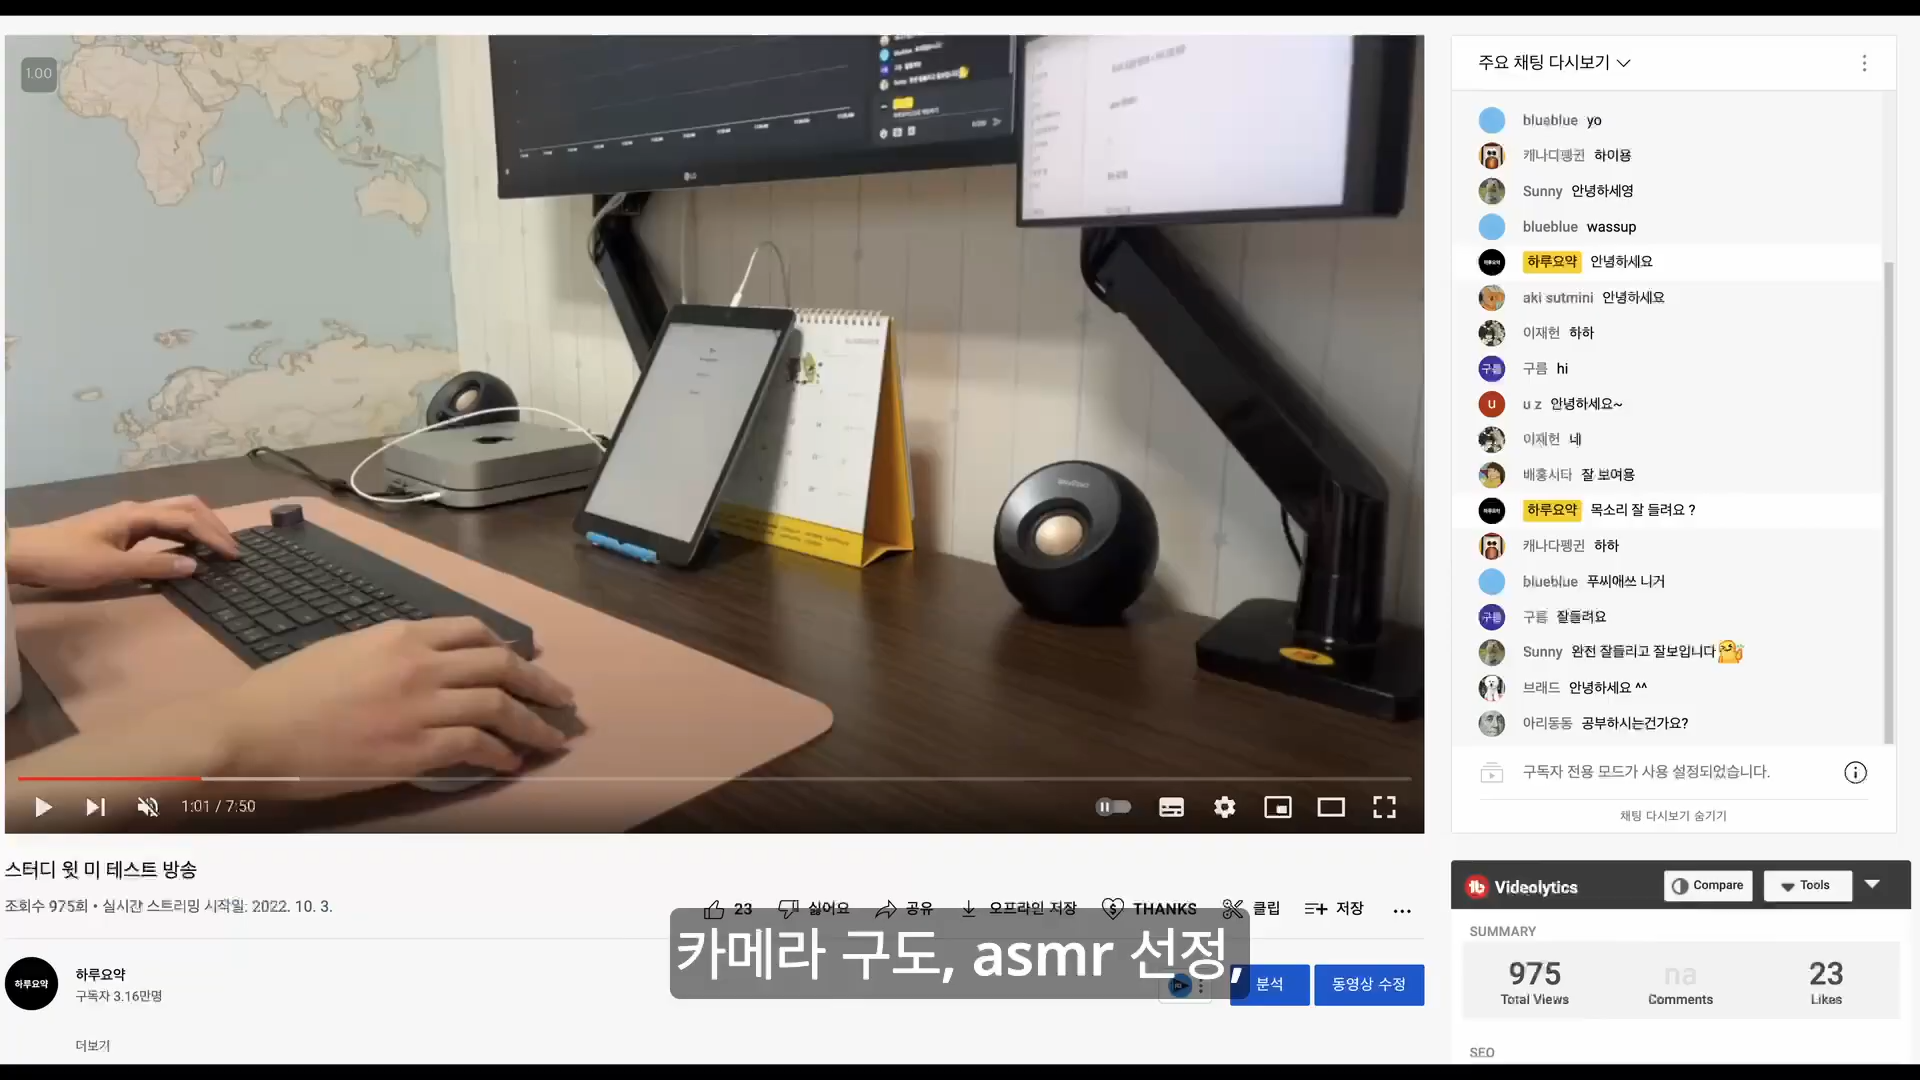 1.00
주요 채팅 다시보기
blueblue yo
캐나다펭귄 하이용
Sunny 안녕하세영
blueblue wassup
하루요약 안녕하세요
aki sutmini 안녕하세요
이재헌 하하
구름 구름 hi
u u z 안녕하세요~
이재헌 네
배홍시타 잘 보여용
하루요약 목소리 잘 들려요 ?
캐나다펭귄 하하
blueblue 푸씨애쓰 니거
구름 구름 잘들려요
Sunny 완전 잘들리고 잘보입니다
브래드 안녕하세요 ^^
아리동동 공부하시는건가요?
구독자 전용 모드가 사용 설정되었습니다.
채팅 다시보기 숨기기
1:01 / 7:50
스터디 윗 미 테스트 방송
조회수 975회 • 실시간 스트리밍 시작일: 2022. 10. 3.
23 싫어요 공유 오프라인 저장 THANKS 클립 저장
카메라 구도, asmr 선정,
하루요약
하루요약
구독자 3.16만명
분석 동영상 수정
더보기
Videolytics Compare Tools
SUMMARY
975 na 23
Total Views Comments Likes
SEO